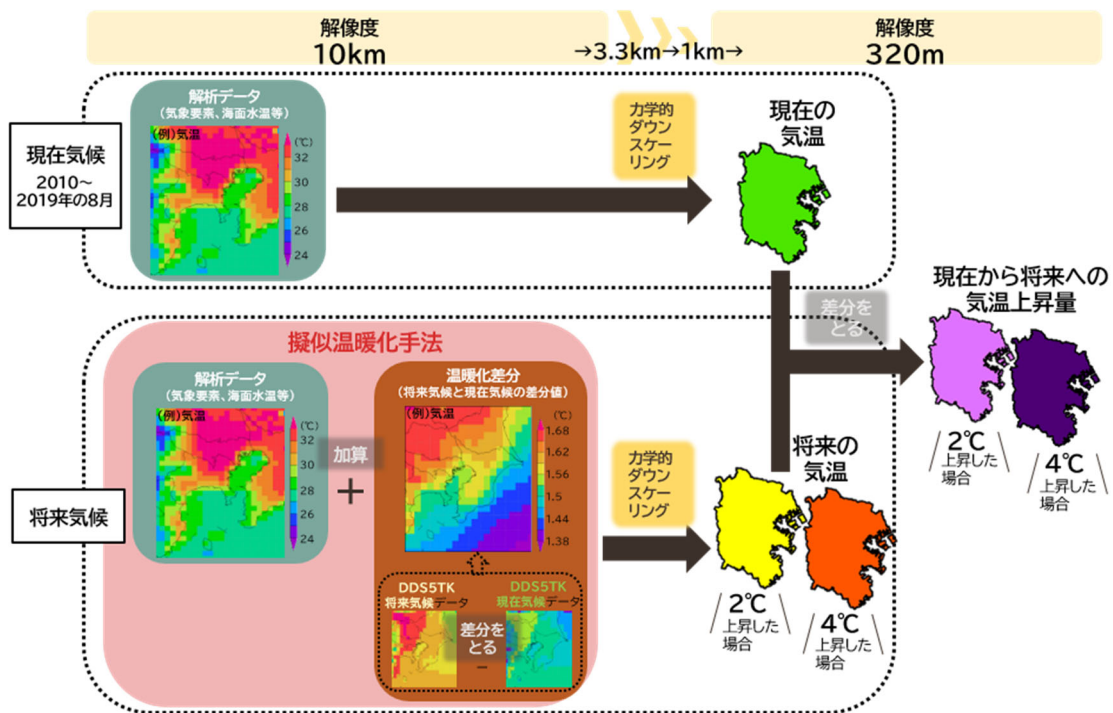 解像度
10km
→3.3km→1km→
解像度
320m
現在気候
2010～
2019年の8月
解析データ
(気象要素、海面水温等)
(例)気温
(℃)
32
30
28
26
24
力学的
ダウン
スケー
リング
現在の
気温
差分を
とる
現在から将来への
気温上昇量
2℃
上昇した
場合
4℃
上昇した
場合
将来気候
擬似温暖化手法
解析データ
(気象要素、海面水温等)
(例)気温
(℃)
32
30
28
26
24
加算
+
温暖化差分
(将来気候と現在気候の差分値)
(例)気温
(℃)
1.68
1.62
1.56
1.5
1.44
1.38
DDS5TK
将来気候データ
差分を
とる
−
DDS5TK
現在気候データ
力学的
ダウン
スケー
リング
将来の
気温
2℃
上昇した
場合
4℃
上昇した
場合